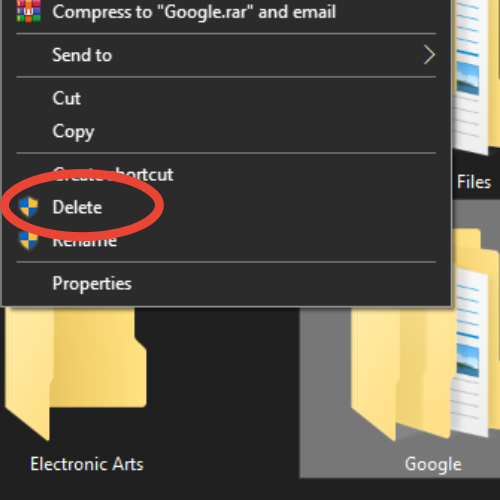 Compress to "Google.rar" and email
Send to
Cut
Copy
Create shortcut
Delete
Rename
Properties
Files
Electronic Arts
Google